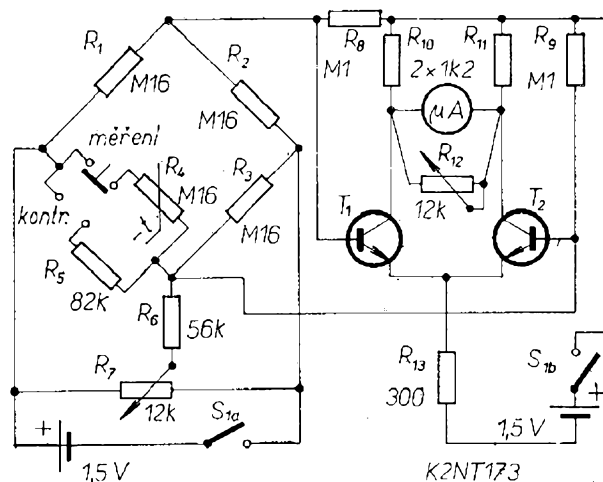 R1
M16
R2
M16
měření
kontr.
R4
M16
-t
R3
M16
R5
82k
R6
56k
R7
12k
S1a
+
1,5 V
R8
M1
R10
R11
2×1k2
R9
M1
μA
R12
12k
T1
T2
R13
300
S1b
+
1,5 V
K2NT173